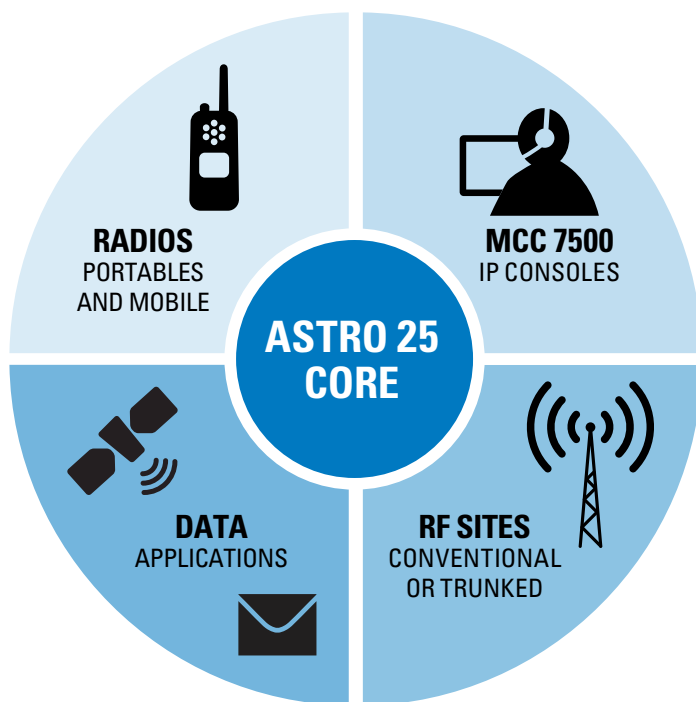 RADIOS
PORTABLES
AND MOBILE
MCC 7500
IP CONSOLES
ASTRO 25
CORE
DATA
APPLICATIONS
RF SITES
CONVENTIONAL
OR TRUNKED